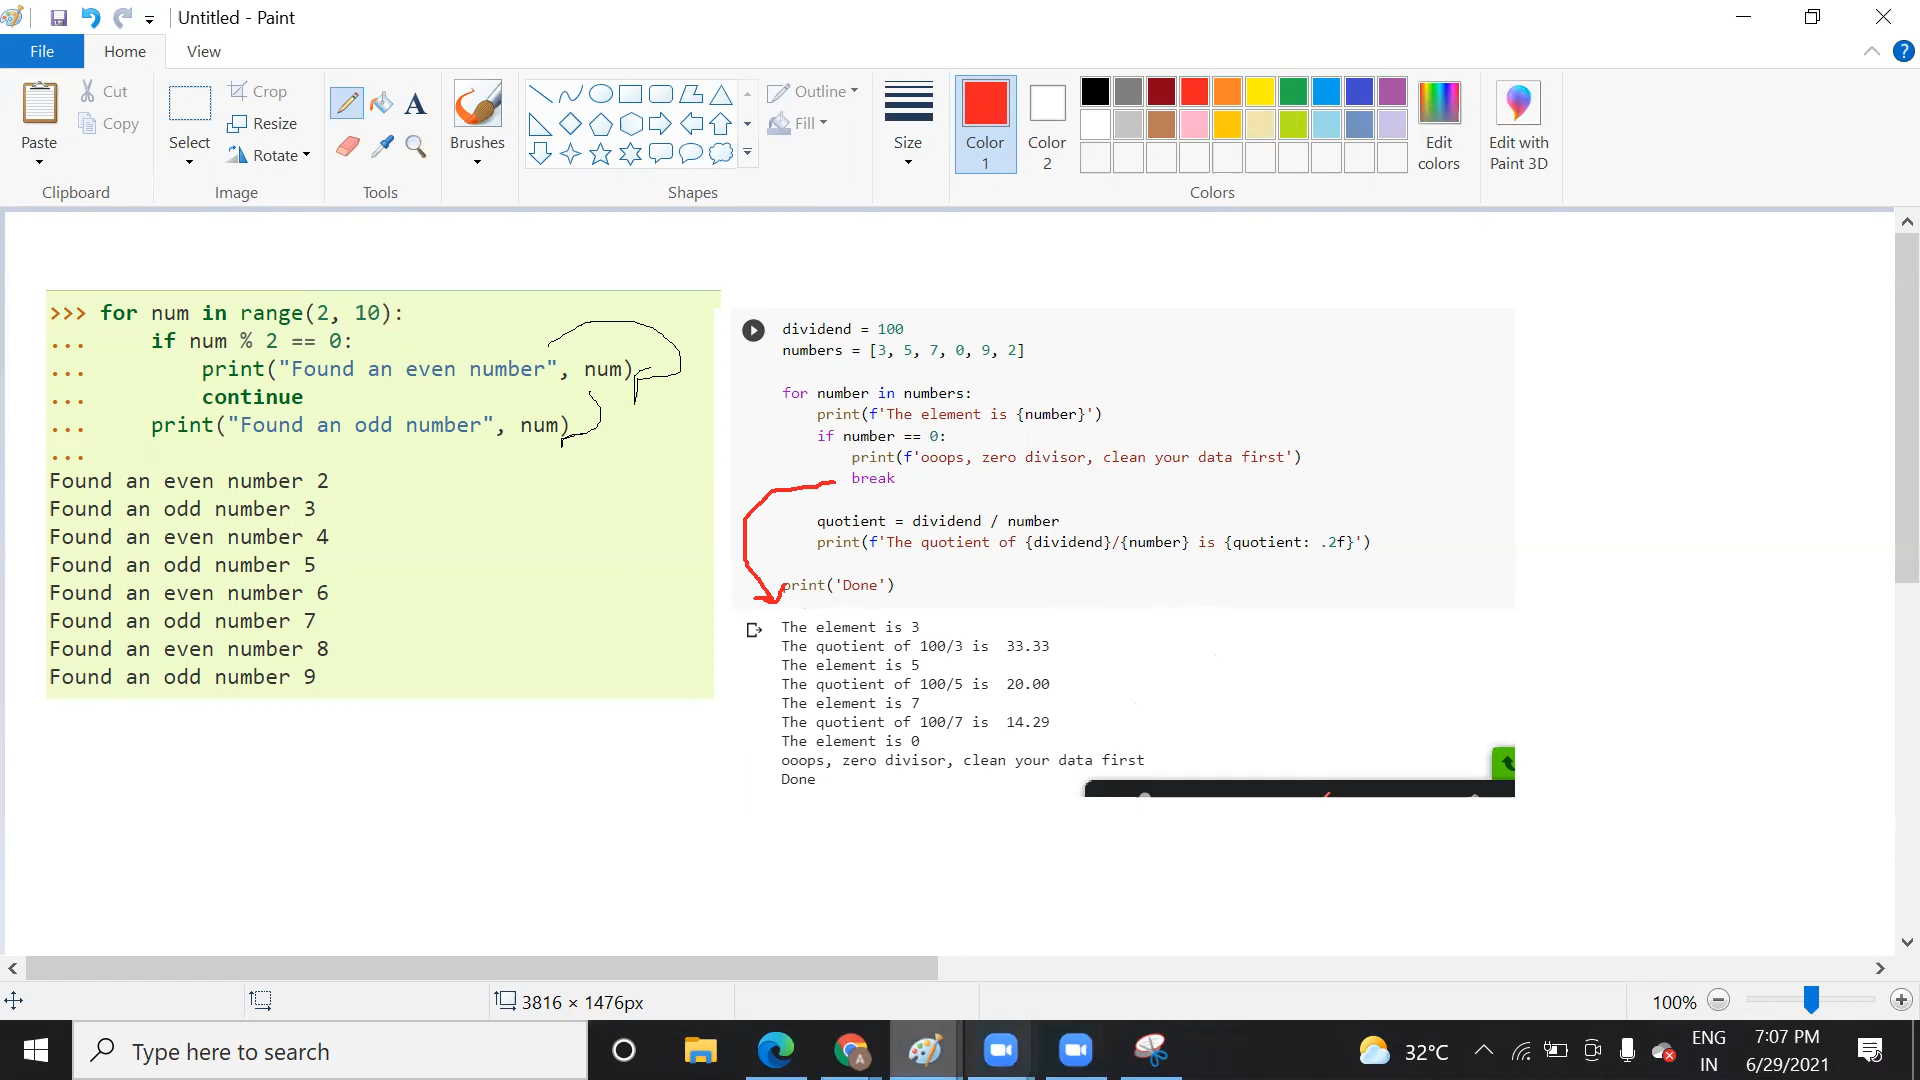 Untitled - Paint
File
Home
View
Paste
Cut
Copy
Clipboard
Select
Crop
Resize
Rotate
Image
A
Tools
Brushes
Outline
Fill
Shapes
Size
Color
1
Color
2
Edit
colors
Colors
Edit with
Paint 3D
?
>>> for num in range(2, 10):
... if num % 2 == 0:
... print("Found an even number", num)
... continue
... print("Found an odd number", num)
...
Found an even number 2
Found an odd number 3
Found an even number 4
Found an odd number 5
Found an even number 6
Found an odd number 7
Found an even number 8
Found an odd number 9
dividend = 100
numbers = [3, 5, 7, 0, 9, 2]
for number in numbers:
print(f'The element is {number}')
if number == 0:
print(f'ooops, zero divisor, clean your data first')
break
quotient = dividend / number
print(f'The quotient of {dividend}/{number} is {quotient: .2f}')
print('Done')
The element is 3
The quotient of 100/3 is  33.33
The element is 5
The quotient of 100/5 is  20.00
The element is 7
The quotient of 100/7 is  14.29
The element is 0
ooops, zero divisor, clean your data first
Done
3816 × 1476px
100%
Type here to search
A
32°C
ENG
IN
7:07 PM
6/29/2021